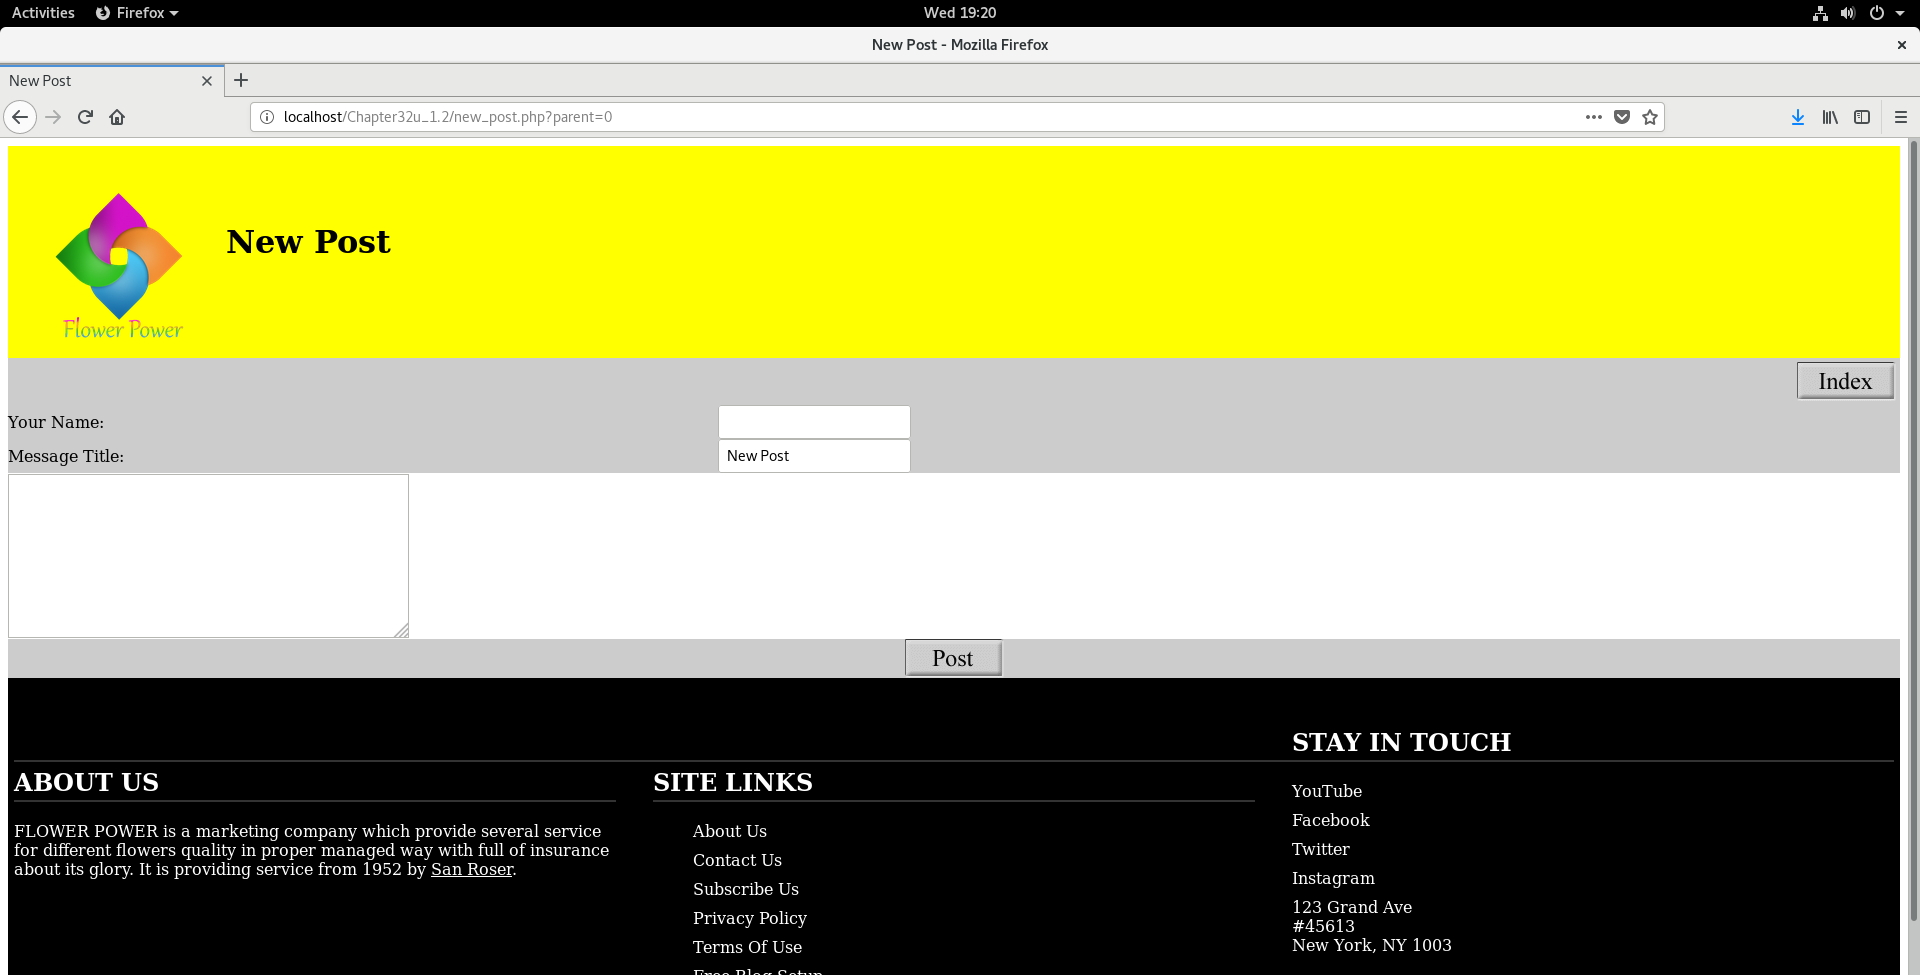 Activities Firefox Wed 19:20
New Post - Mozilla Firefox
New Post
localhost/Chapter32u_1.2/new_post.php?parent=0
New Post
Flower Power
Index
Your Name:
Message Title: New Post
Post
ABOUT US
FLOWER POWER is a marketing company which provide several service
for different flowers quality in proper managed way with full of insurance
about its glory. It is providing service from 1952 by San Roser.
SITE LINKS
About Us
Contact Us
Subscribe Us
Privacy Policy
Terms Of Use
Free Blog Setup
STAY IN TOUCH
YouTube
Facebook
Twitter
Instagram
123 Grand Ave
#45613
New York, NY 1003